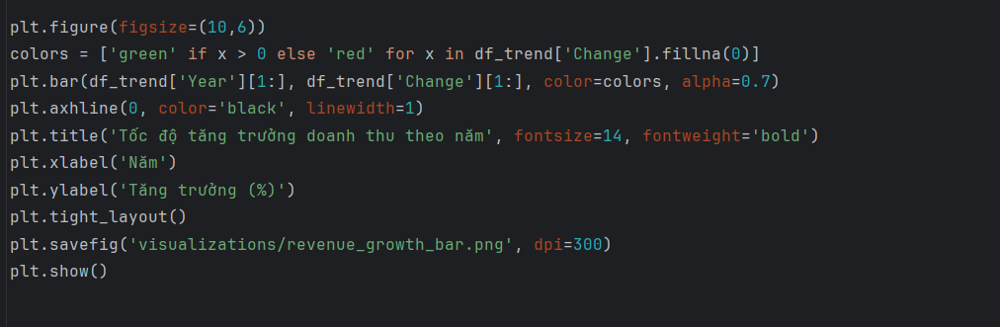 plt.figure(figsize=(10,6))
colors = ['green' if x > 0 else 'red' for x in df_trend['Change'].fillna(0)]
plt.bar(df_trend['Year'][1:], df_trend['Change'][1:], color=colors, alpha=0.7)
plt.axhline(0, color='black', linewidth=1)
plt.title('Tốc độ tăng trưởng doanh thu theo năm', fontsize=14, fontweight='bold')
plt.xlabel('Năm')
plt.ylabel('Tăng trưởng (%)')
plt.tight_layout()
plt.savefig('visualizations/revenue_growth_bar.png', dpi=300)
plt.show()